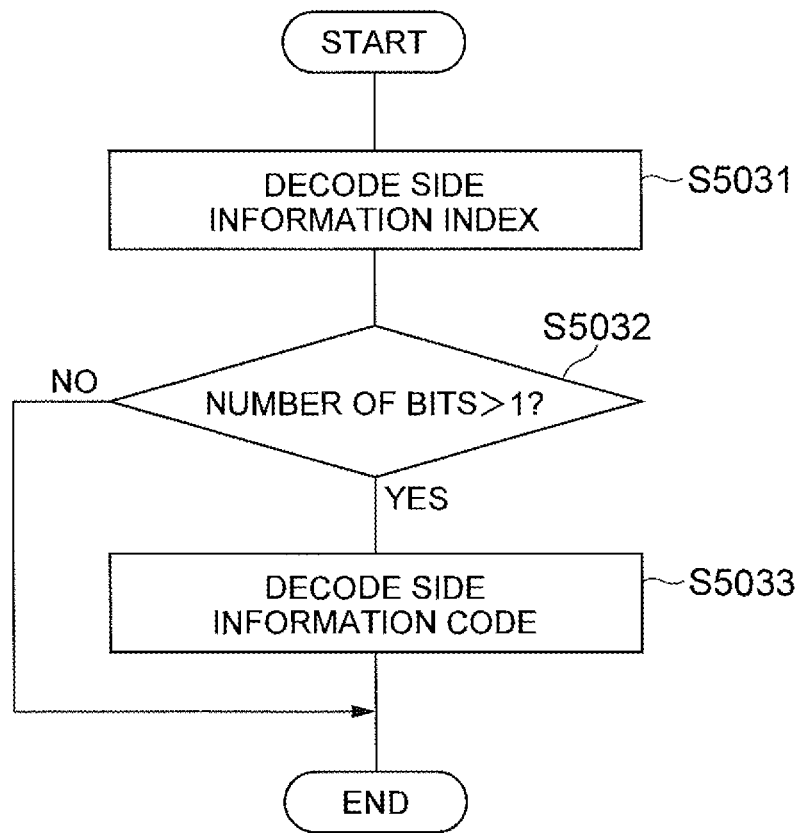 START
DECODE SIDE
INFORMATION INDEX
S5031
S5032
NO
NUMBER OF BITS＞1?
YES
DECODE SIDE
INFORMATION CODE
S5033
END